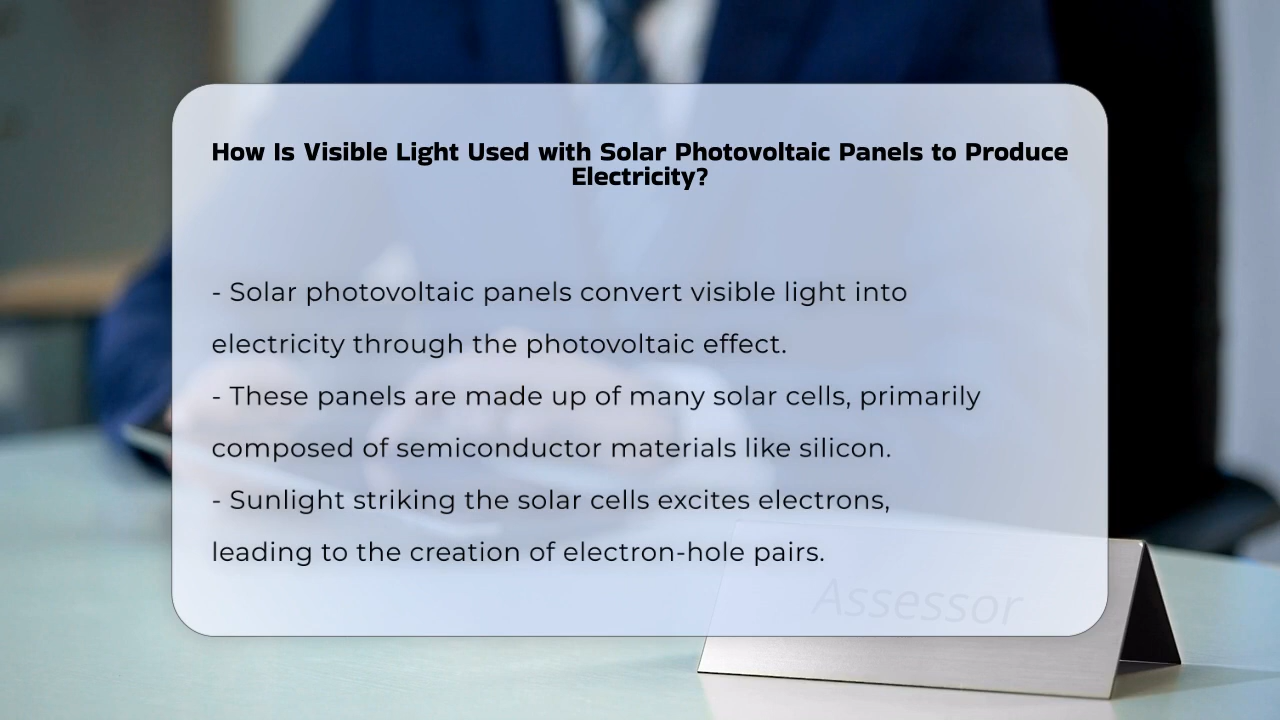 How Is Visible Light Used with Solar Photovoltaic Panels to Produce
Electricity?
- Solar photovoltaic panels convert visible light into
electricity through the photovoltaic effect.
- These panels are made up of many solar cells, primarily
composed of semiconductor materials like silicon.
- Sunlight striking the solar cells excites electrons,
leading to the creation of electron-hole pairs.
Assessor